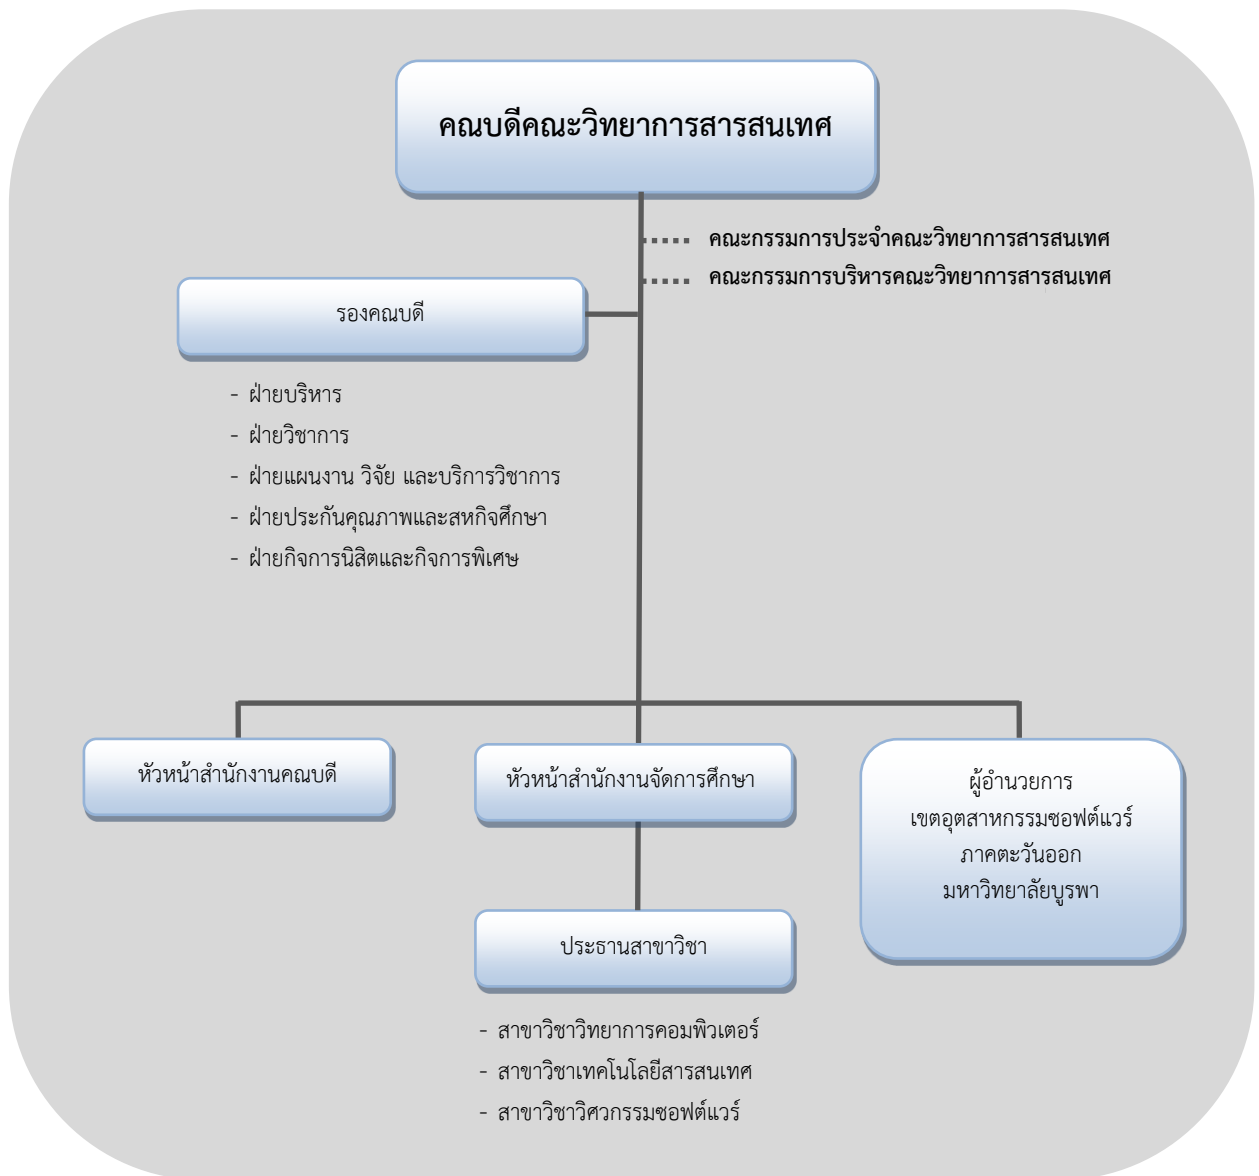 คณบดีคณะวิทยาการสารสนเทศ
คณะกรรมการประจำคณะวิทยาการสารสนเทศ
คณะกรรมการบริหารคณะวิทยาการสารสนเทศ
รองคณบดี
- ฝ่ายบริหาร
- ฝ่ายวิชาการ
- ฝ่ายแผนงาน วิจัย และบริการวิชาการ
- ฝ่ายประกันคุณภาพและสหกิจศึกษา
- ฝ่ายกิจการนิสิตและกิจการพิเศษ
หัวหน้าสำนักงานคณบดี
หัวหน้าสำนักงานจัดการศึกษา
ผู้อำนวยการ
เขตอุตสาหกรรมซอฟต์แวร์
ภาคตะวันออก
มหาวิทยาลัยบูรพา
ประธานสาขาวิชา
- สาขาวิชาวิทยาการคอมพิวเตอร์
- สาขาวิชาเทคโนโลยีสารสนเทศ
- สาขาวิชาวิศวกรรมซอฟต์แวร์